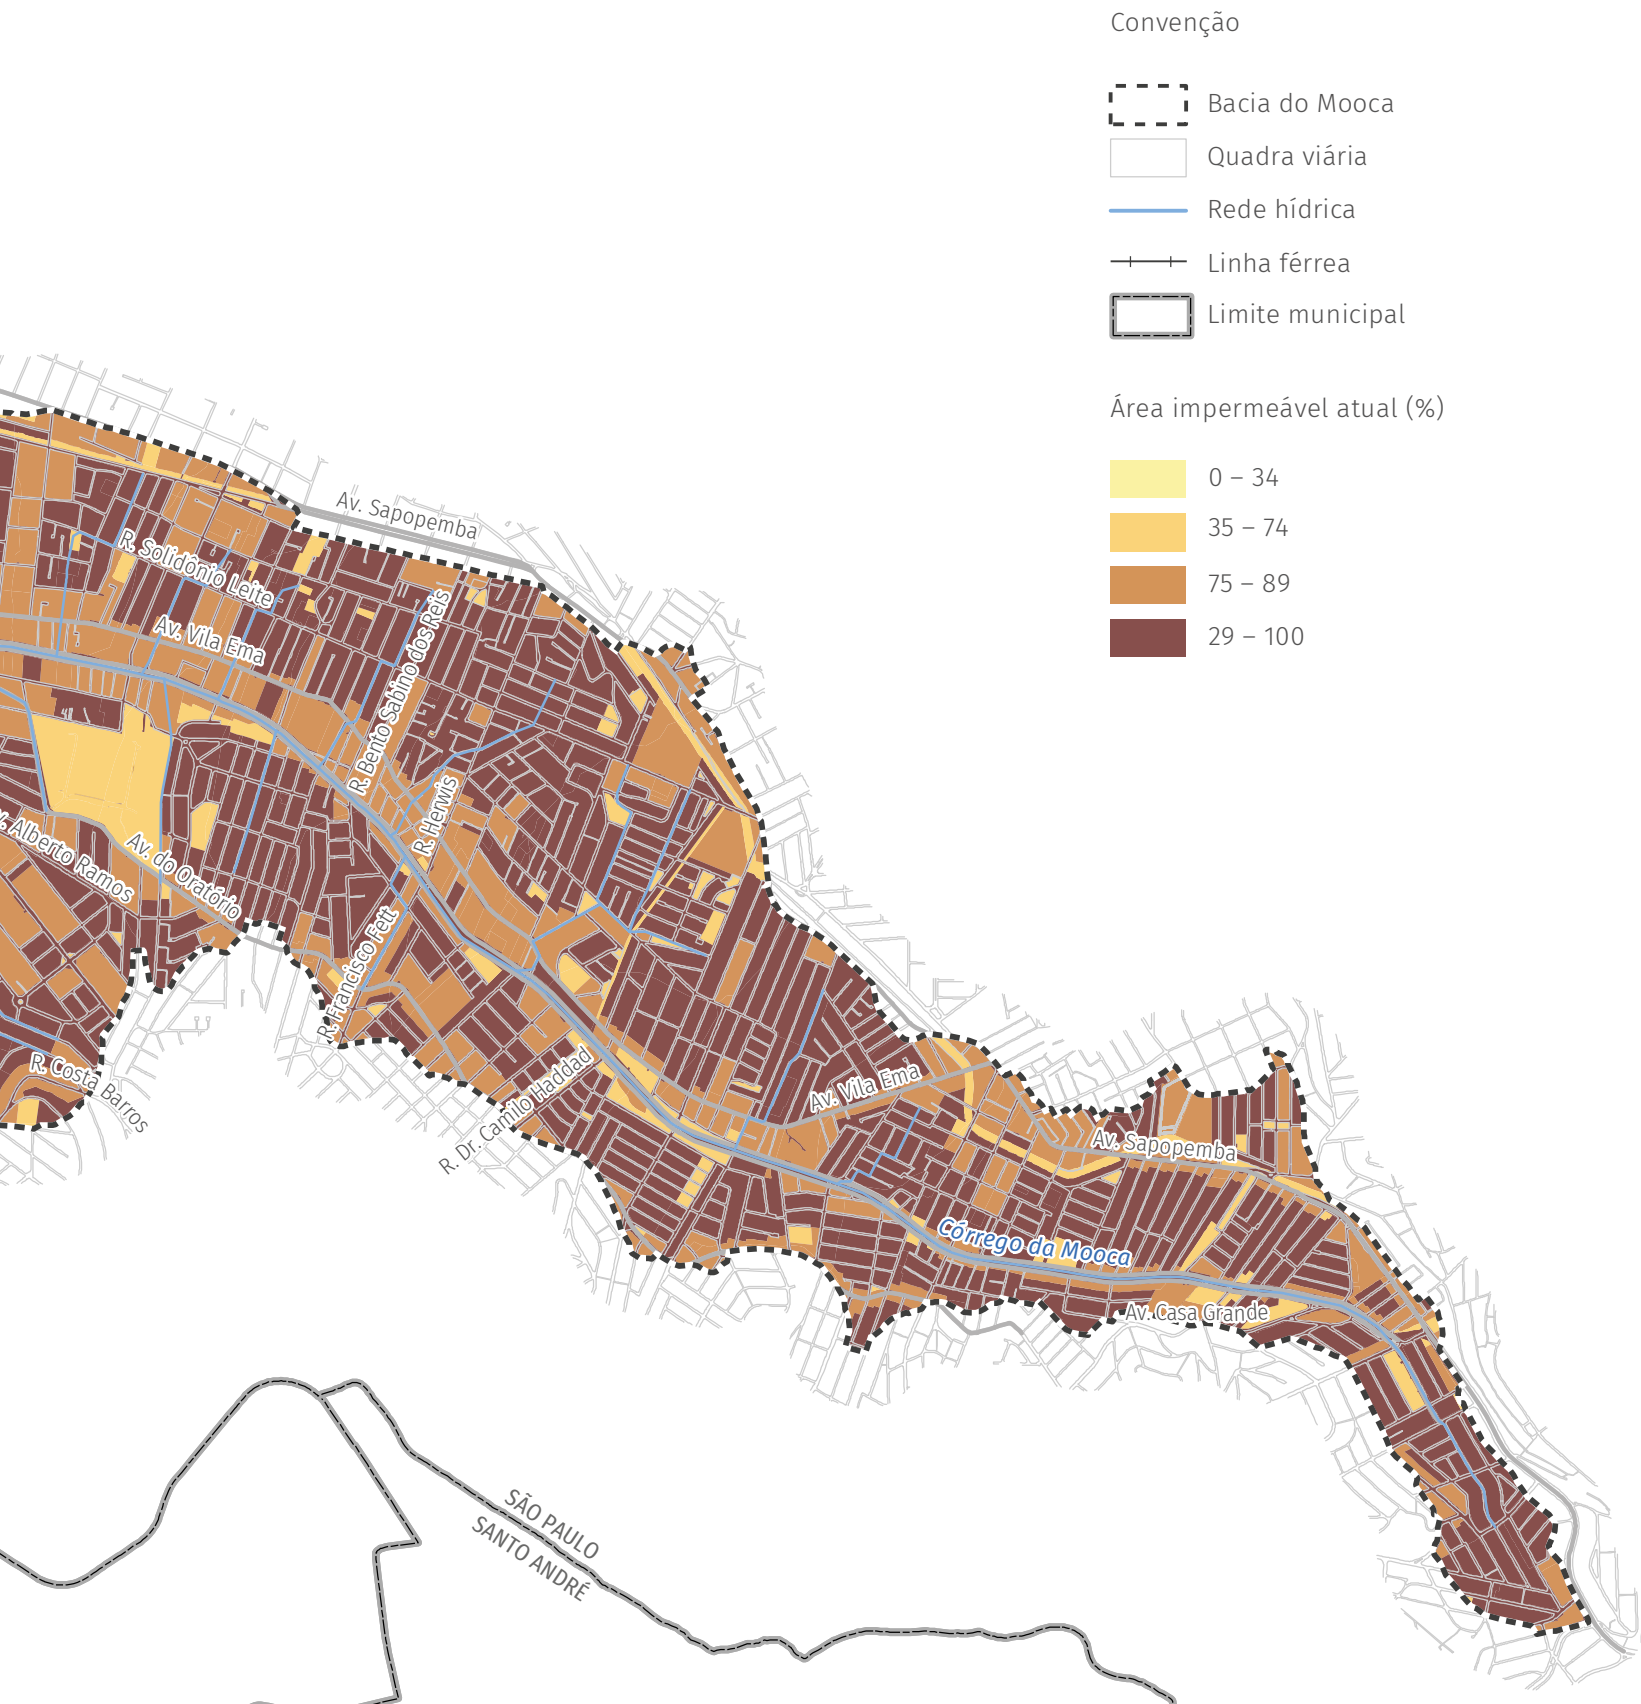 Convenção
Bacia do Mooca
Quadra viária
Rede hídrica
Linha férrea
Limite municipal
Área impermeável atual (%)
0 – 34
35 – 74
75 – 89
29 – 100
Av. Sapopemba
R. Solidônio Leite
Av. Vila Ema
R. Bento Sabino dos Reis
R. Herwis
Alberto Ramos
Av. do Oratório
R. Francisco Fett
R. Costa Barros
R. Dr. Camilo Haddad
Av. Vila Ema
Av. Sapopemba
Córrego da Mooca
Av. Casa Grande
SÃO PAULO
SANTO ANDRÉ